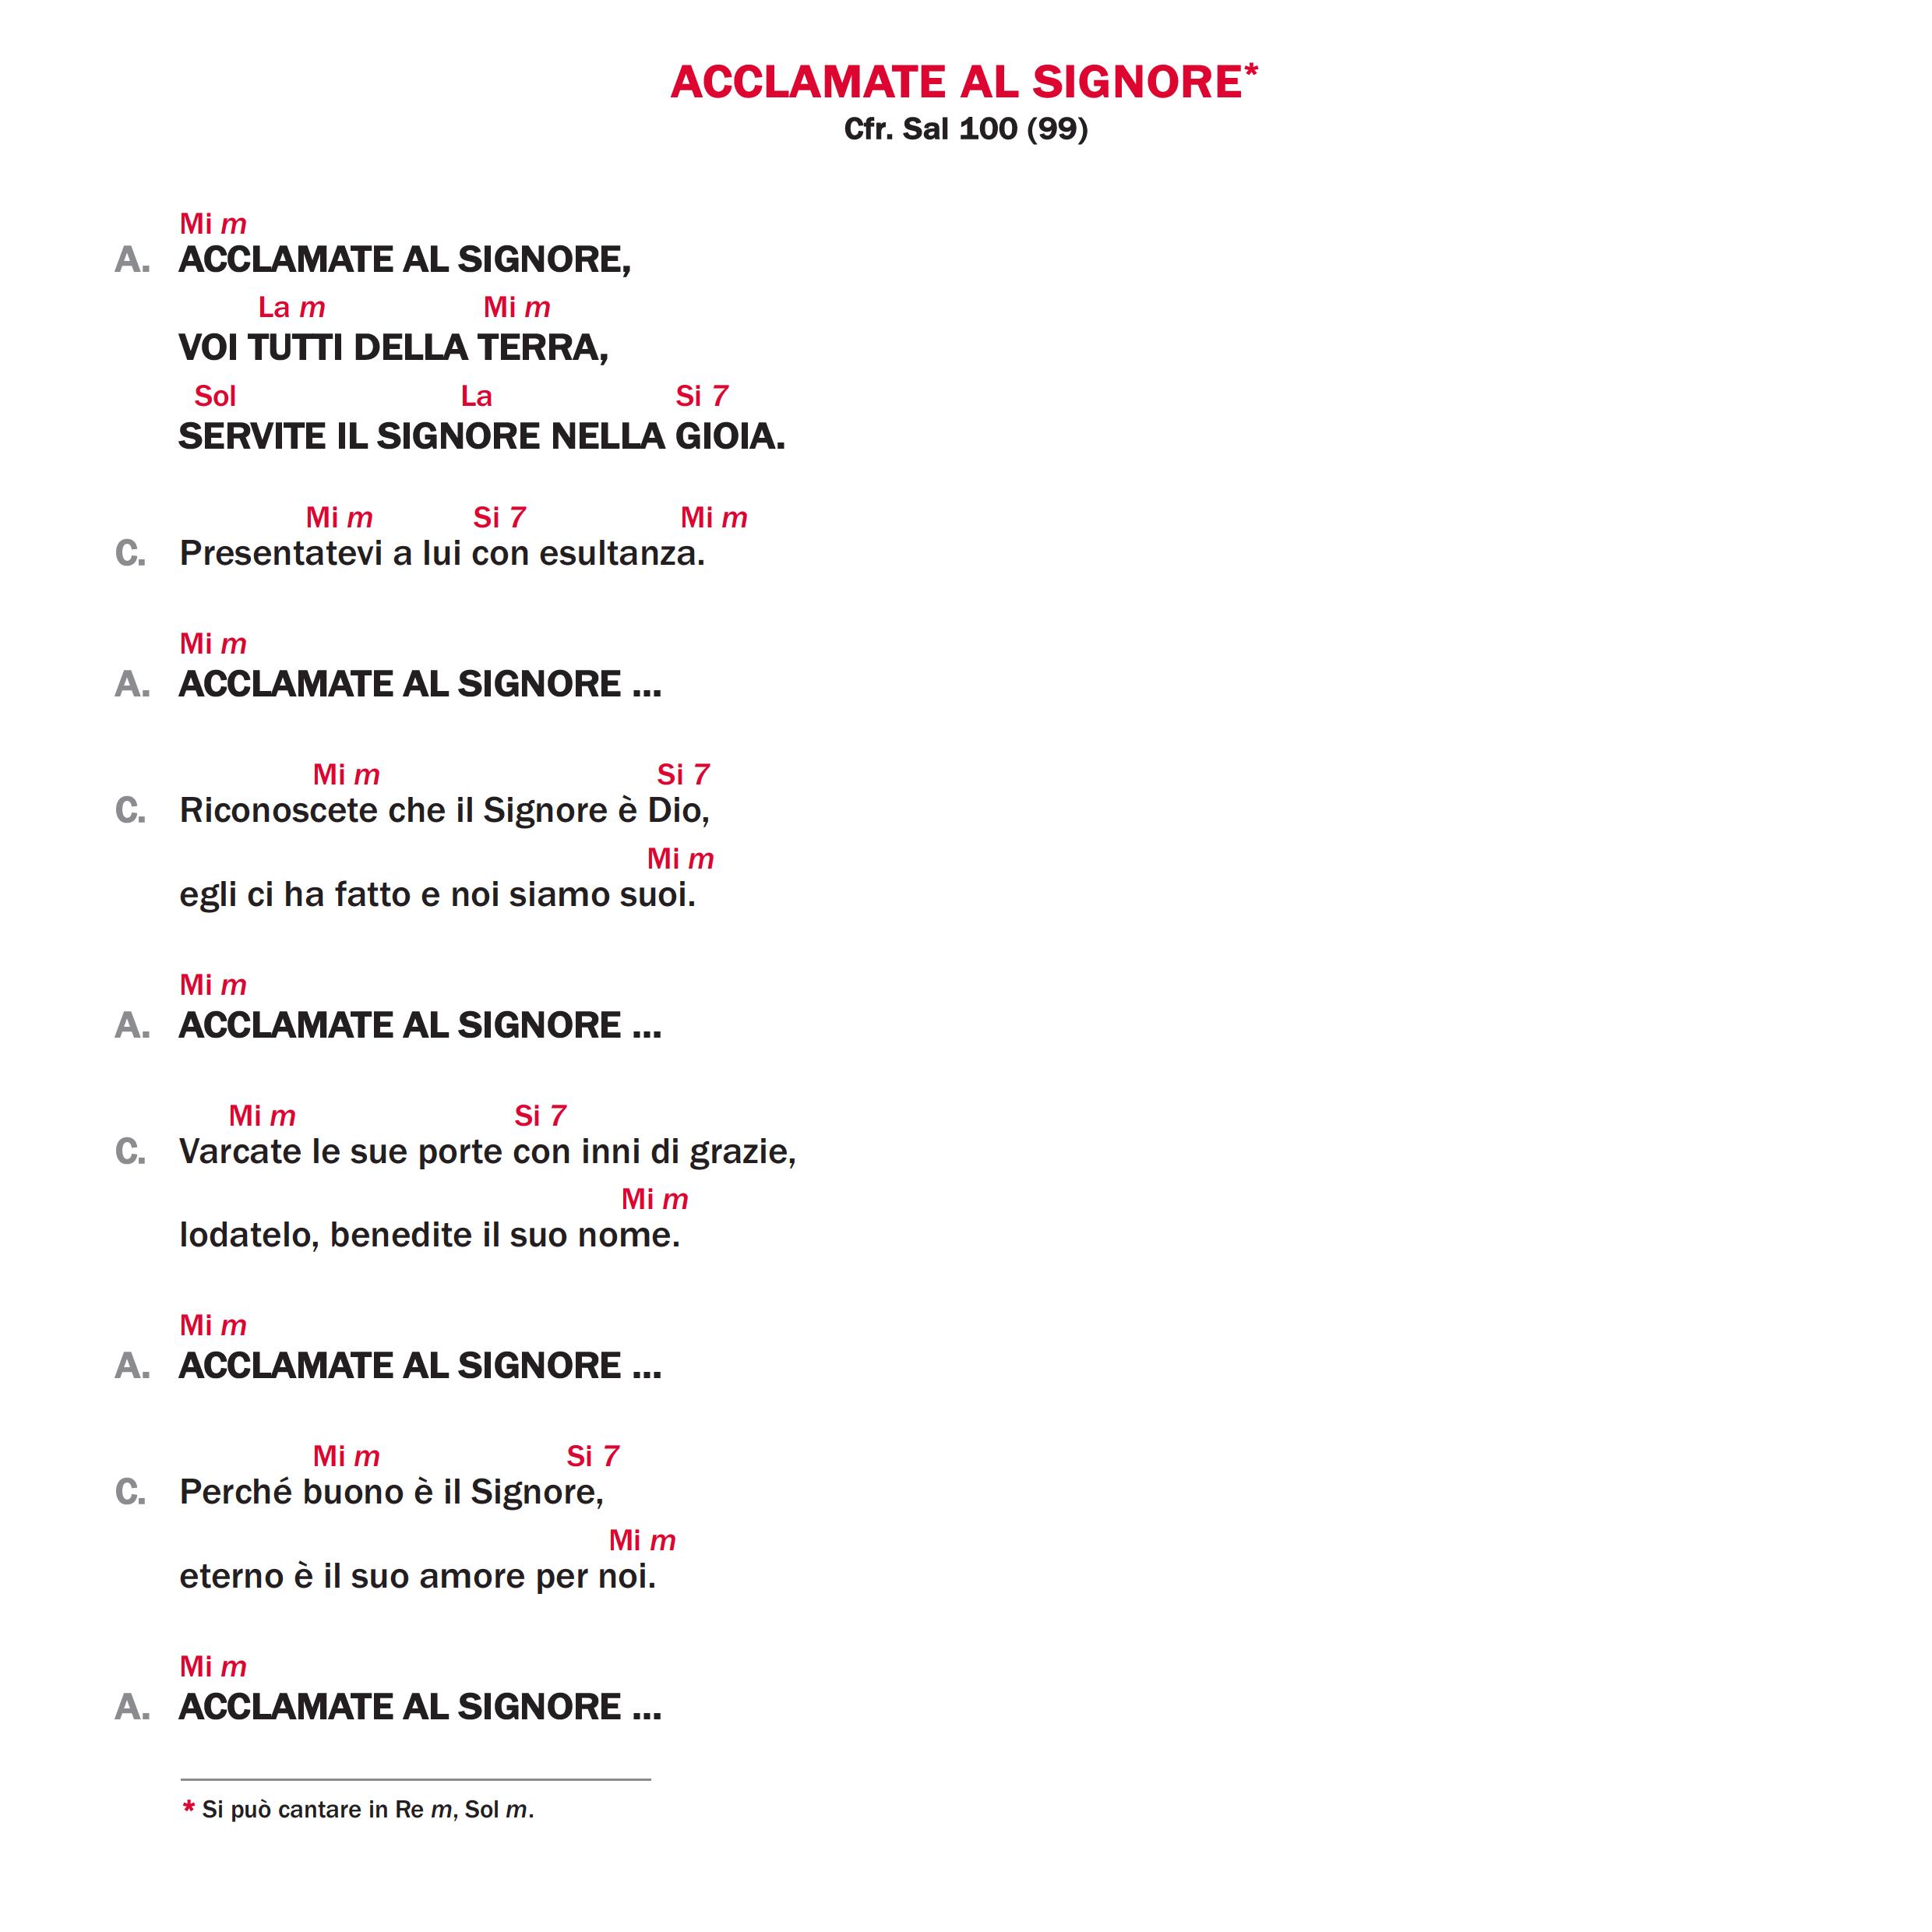 ACCLAMATE AL SIGNORE*
Cfr. Sal 100 (99)
Mi m
A. ACCLAMATE AL SIGNORE,
La m Mi m
VOI TUTTI DELLA TERRA,
Sol La Si 7
SERVITE IL SIGNORE NELLA GIOIA.
Mi m Si 7 Mi m
C. Presentatevi a lui con esultanza.
Mi m
A. ACCLAMATE AL SIGNORE ...
Mi m Si 7
C. Riconoscete che il Signore è Dio,
Mi m
egli ci ha fatto e noi siamo suoi.
Mi m
A. ACCLAMATE AL SIGNORE ...
Mi m Si 7
C. Varcate le sue porte con inni di grazie,
Mi m
lodatelo, benedite il suo nome.
Mi m
A. ACCLAMATE AL SIGNORE ...
Mi m Si 7
C. Perché buono è il Signore,
Mi m
eterno è il suo amore per noi.
Mi m
A. ACCLAMATE AL SIGNORE ...
* Si può cantare in Re m, Sol m.